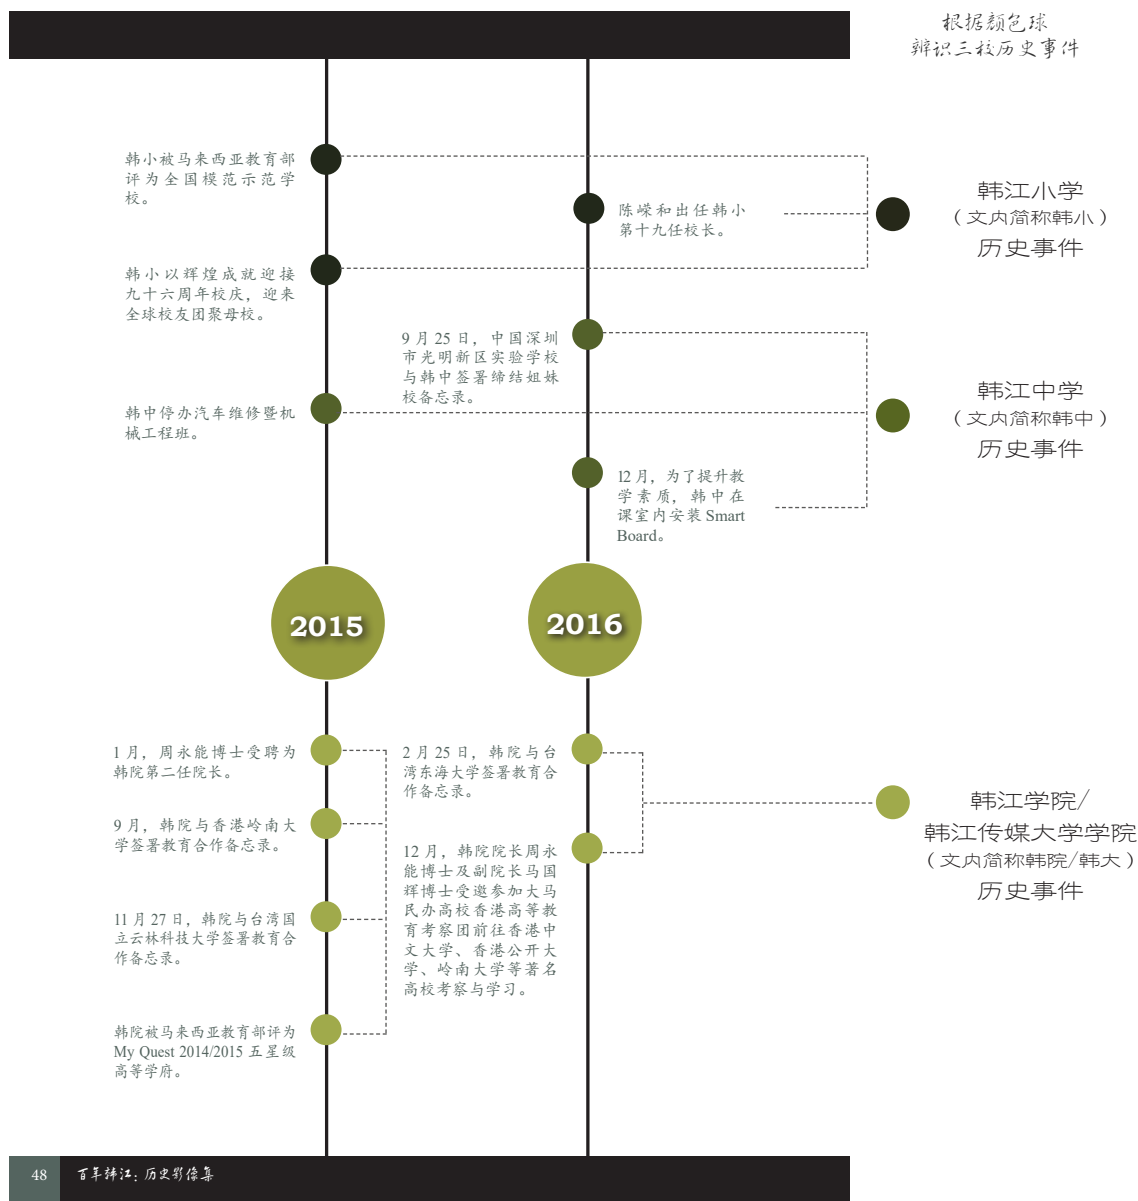 根据颜色球
辨识三校历史事件
韩小被马来西亚教育部
评为全国模范示范学
校。
陈嵘和出任韩小
第十九任校长。
韩江小学
（文内简称韩小）
历史事件
韩小以辉煌成就迎接
九十六周年校庆，迎来
全球校友团聚母校。
9 月 25 日，中国深圳
市光明新区实验学校
与韩中签署缔结姐妹
校备忘录。
韩中停办汽车维修暨机
械工程班。
韩江中学
（文内简称韩中）
历史事件
12 月，为了提升教
学素质，韩中在
课室内安装 Smart
Board。
2015
2016
1 月，周永能博士受聘为
韩院第二任院长。
9 月，韩院与香港岭南大
学签署教育合作备忘录。
11 月 27 日，韩院与台湾国
立云林科技大学签署教育合
作备忘录。
韩院被马来西亚教育部评为
My Quest 2014/2015 五星级
高等学府。
2 月 25 日，韩院与台
湾东海大学签署教育合
作备忘录。
12 月，韩院院长周永
能博士及副院长马国
辉博士受邀参加大马
民办高校香港高等教
育考察团前往香港中
文大学、香港公开大
学、岭南大学等著名
高校考察与学习。
韩江学院/
韩江传媒大学学院
（文内简称韩院/韩大）
历史事件
48 百年韩江：历史影像集